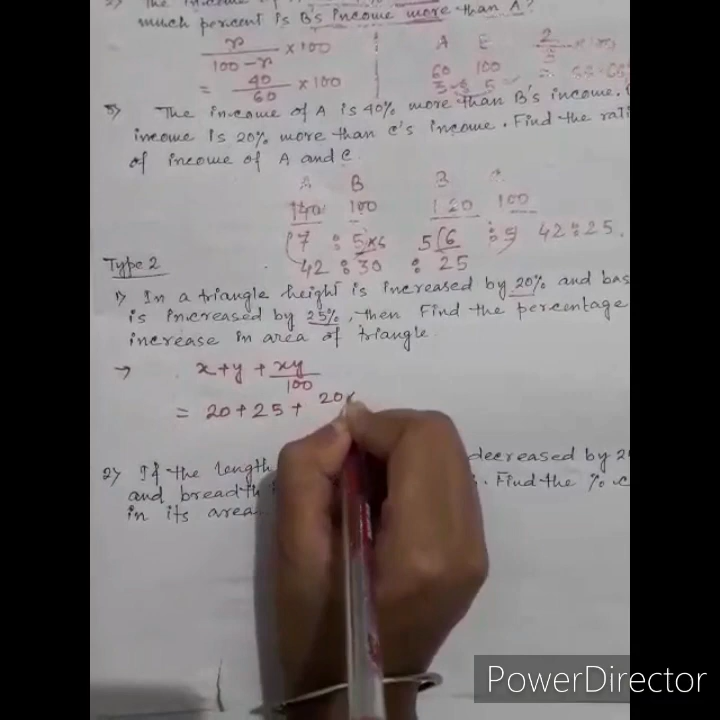 much percent is B's income more than A?
r/100-r × 100
= 40/60 × 100
A
60 100
3 5
5) The income of A is 40% more than B's income.
income is 20% more than c's income. Find the rati
of income of A and c.
A B B C
140 100 120 100
7 : 5×6 5(6 : 5 42:25.
42 : 30 : 25
Type 2
1) In a triangle height is increased by 20% and bas
is increased by 25%, then Find the percentage
increase in area of triangle.
→ x+y + xy/100
= 20+25+ 20×
2) If the length decreased by 2
and breadth . Find the %
in its area
PowerDirector